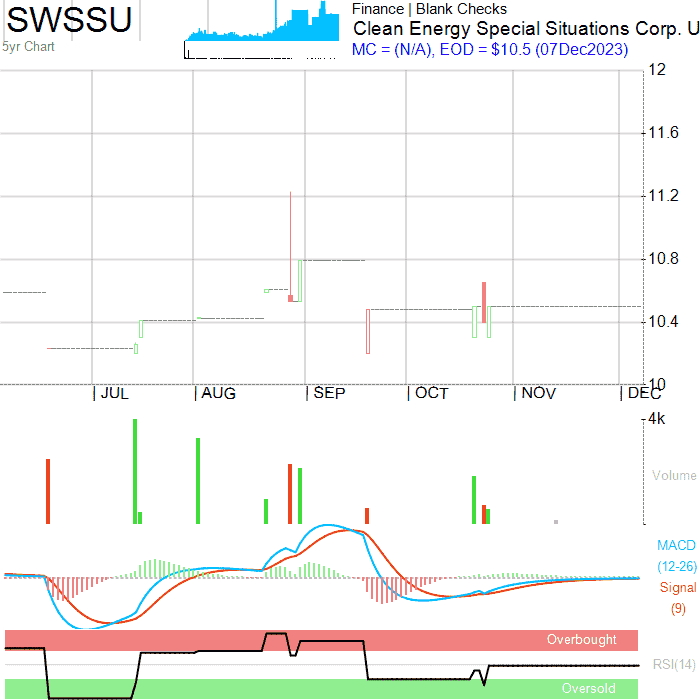 SWSSU
5yr Chart
Finance | Blank Checks
Clean Energy Special Situations Corp. U
MC = (N/A), EOD = $10.5 (07Dec2023)
12
11.6
11.2
10.8
10.4
10
JUL AUG SEP OCT NOV DEC
4k
Volume
MACD
(12-26)
Signal
(9)
Overbought
RSI(14)
Oversold